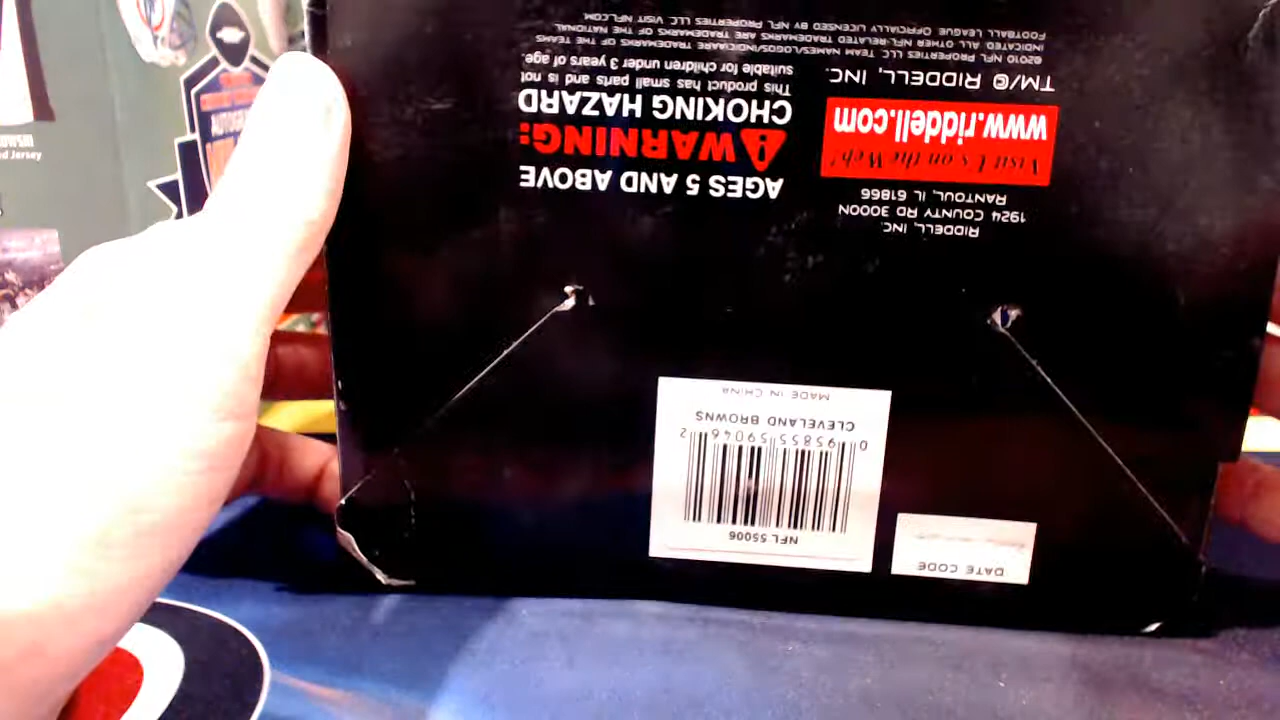 NFL 55006
0 95855 59046 2
CLEVELAND BROWNS
MADE IN CHINA
DATE CODE
RIDDELL, INC.
1924 COUNTY RD 3000N
RANTOUL, IL 61866
Visit Us on the Web!
www.riddell.com
TM/© RIDDELL, INC.
©2010 NFL PROPERTIES LLC. TEAM NAMES/LOGOS/INDICIA ARE TRADEMARKS OF THE TEAMS
INDICATED. ALL OTHER NFL-RELATED TRADEMARKS ARE TRADEMARKS OF THE NATIONAL
FOOTBALL LEAGUE. OFFICIALLY LICENSED BY NFL PROPERTIES LLC. VISIT NFL.COM
AGES 5 AND ABOVE
WARNING:
CHOKING HAZARD
This product has small parts and is not
suitable for children under 3 years of age.
d Jersey